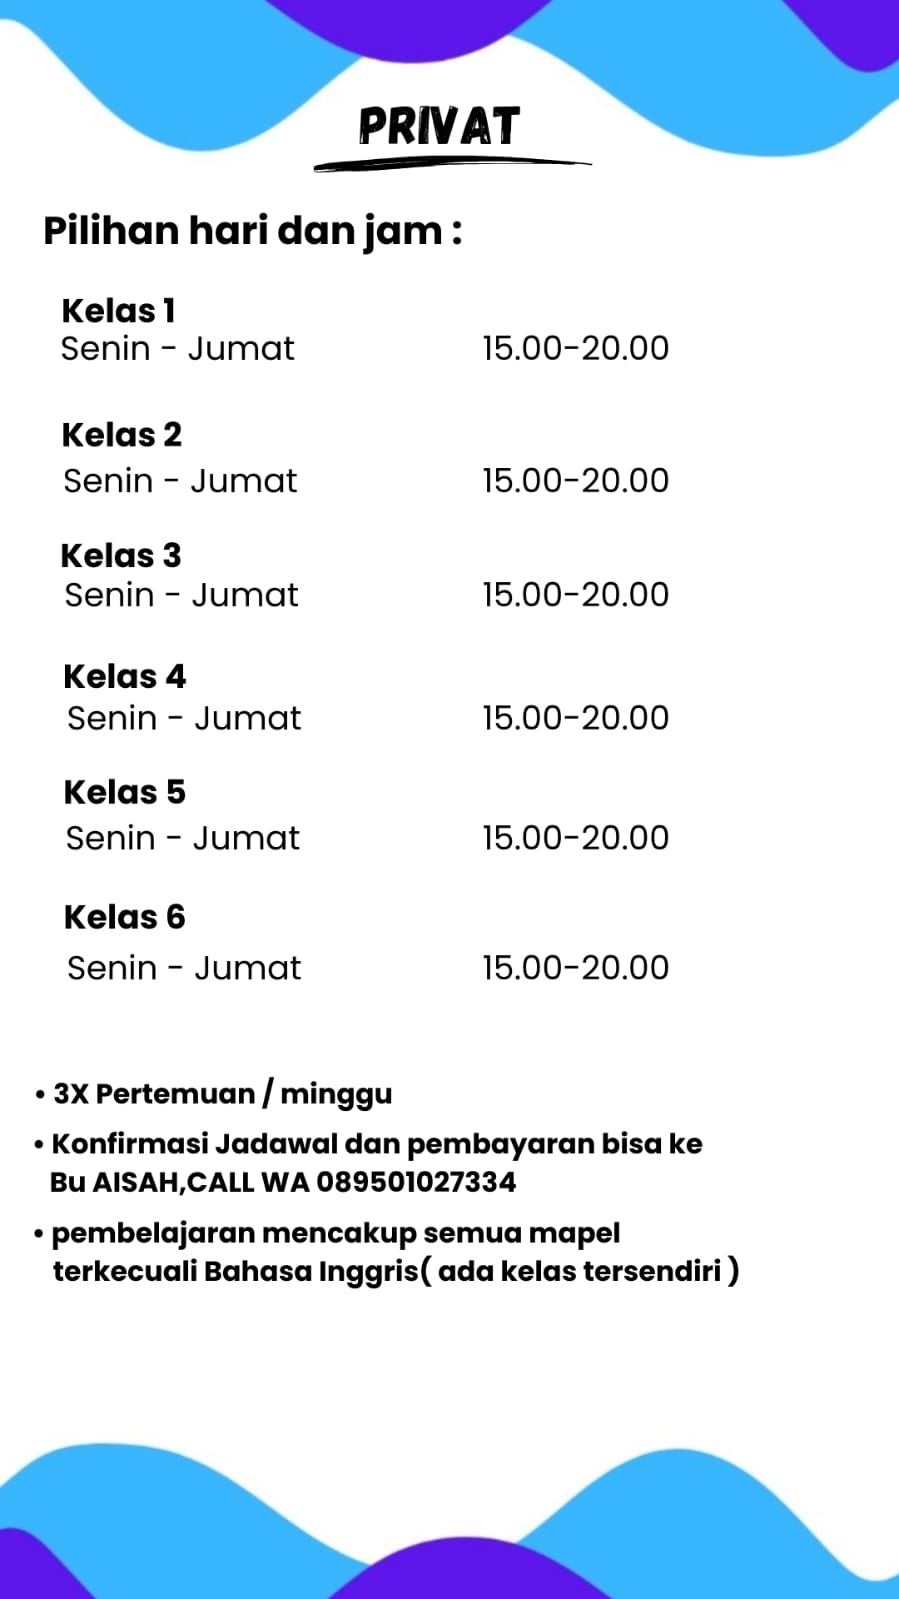 PRIVAT
Pilihan hari dan jam :
Kelas 1
Senin - Jumat 15.00-20.00
Kelas 2
Senin - Jumat 15.00-20.00
Kelas 3
Senin - Jumat 15.00-20.00
Kelas 4
Senin - Jumat 15.00-20.00
Kelas 5
Senin - Jumat 15.00-20.00
Kelas 6
Senin - Jumat 15.00-20.00
• 3X Pertemuan / minggu
• Konfirmasi Jadawal dan pembayaran bisa ke
Bu AISAH,CALL WA 089501027334
• pembelajaran mencakup semua mapel
terkecuali Bahasa Inggris( ada kelas tersendiri )